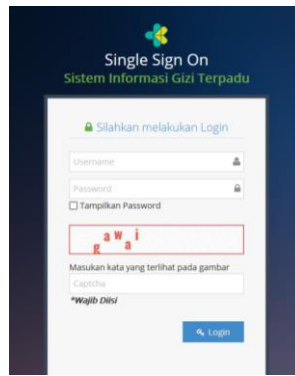 Single Sign On
Sistem Informasi Gizi Terpadu
Silahkan melakukan Login
Username
Password
Tampilkan Password
g a w a i
Masukan kata yang terlihat pada gambar
Captcha
*Wajib Diisi
Login